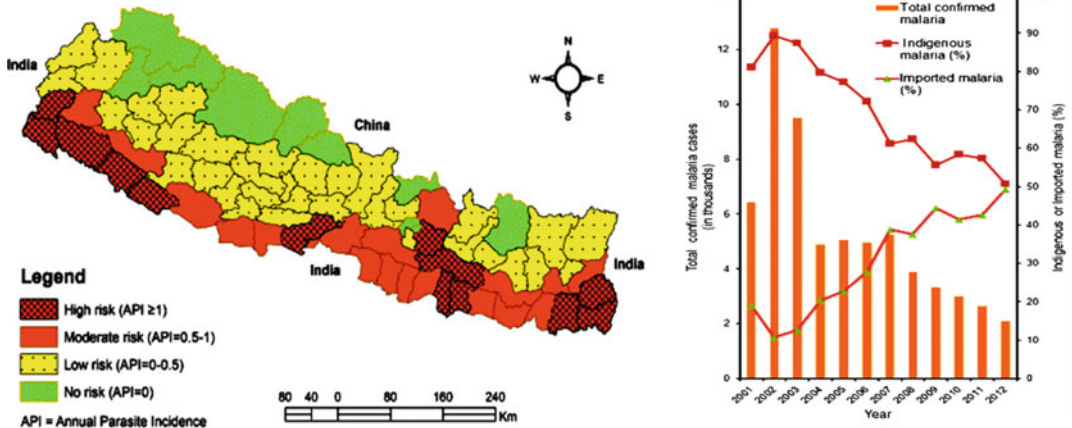 India
N
W
E
S
China
India
India
Legend
High risk (API ≥1)
Moderate risk (API=0.5-1)
Low risk (API=0-0.5)
No risk (API=0)
API = Annual Parasite Incidence
80 40 0 80 160 240
Km
Total confirmed
malaria
Indigenous
malaria (%)
Imported malaria
(%)
Total confirmed malaria cases
(in thousands)
12
10
8
6
4
2
0
Indigenous or Imported malaria (%)
90
80
70
60
50
40
30
20
10
0
2001 2002 2003 2004 2005 2006 2007 2008 2009 2010 2011 2012
Year